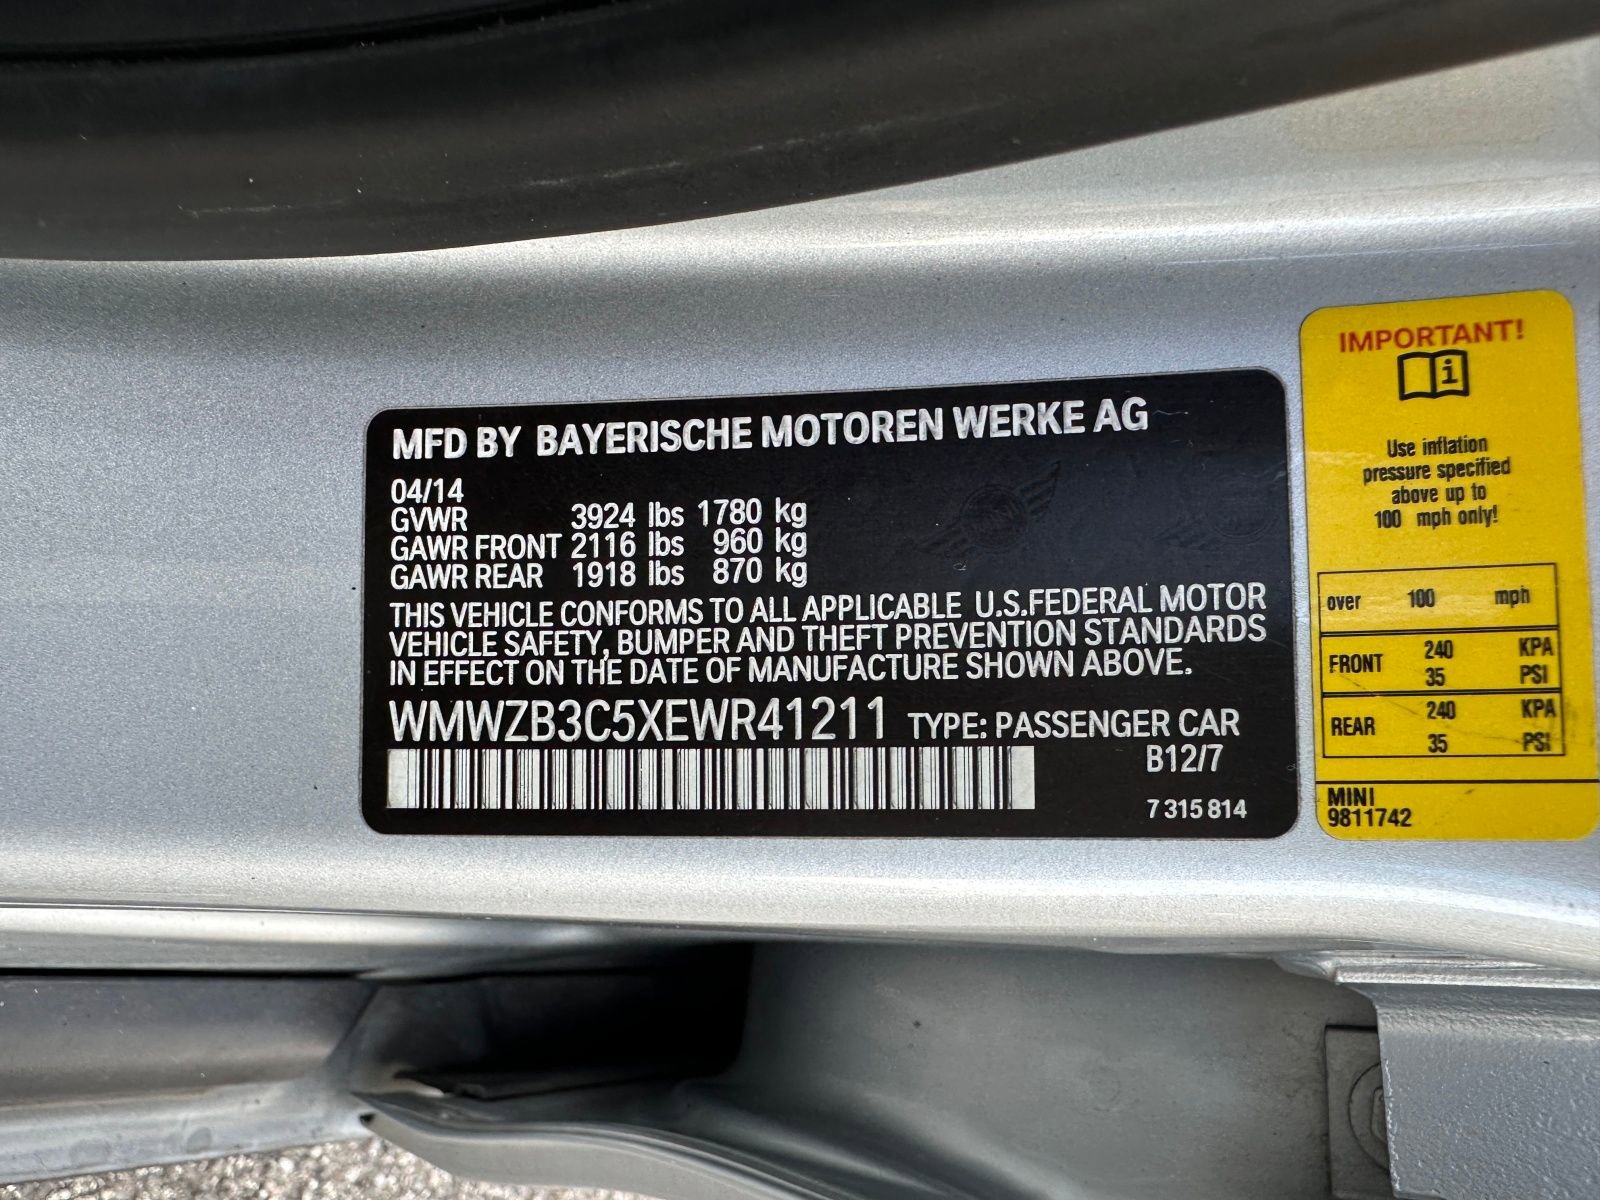 MFD BY BAYERISCHE MOTOREN WERKE AG
04/14
GVWR 3924 lbs 1780 kg
GAWR FRONT 2116 lbs 960 kg
GAWR REAR 1918 lbs 870 kg
THIS VEHICLE CONFORMS TO ALL APPLICABLE U.S.FEDERAL MOTOR
VEHICLE SAFETY, BUMPER AND THEFT PREVENTION STANDARDS
IN EFFECT ON THE DATE OF MANUFACTURE SHOWN ABOVE.
WMWZB3C5XEWR41211 TYPE: PASSENGER CAR
B12/7
7 315 814
IMPORTANT!
i
Use inflation
pressure specified
above up to
100 mph only!
over 100 mph
FRONT 240 KPA
35 PSI
REAR 240 KPA
35 PSI
MINI
9811742